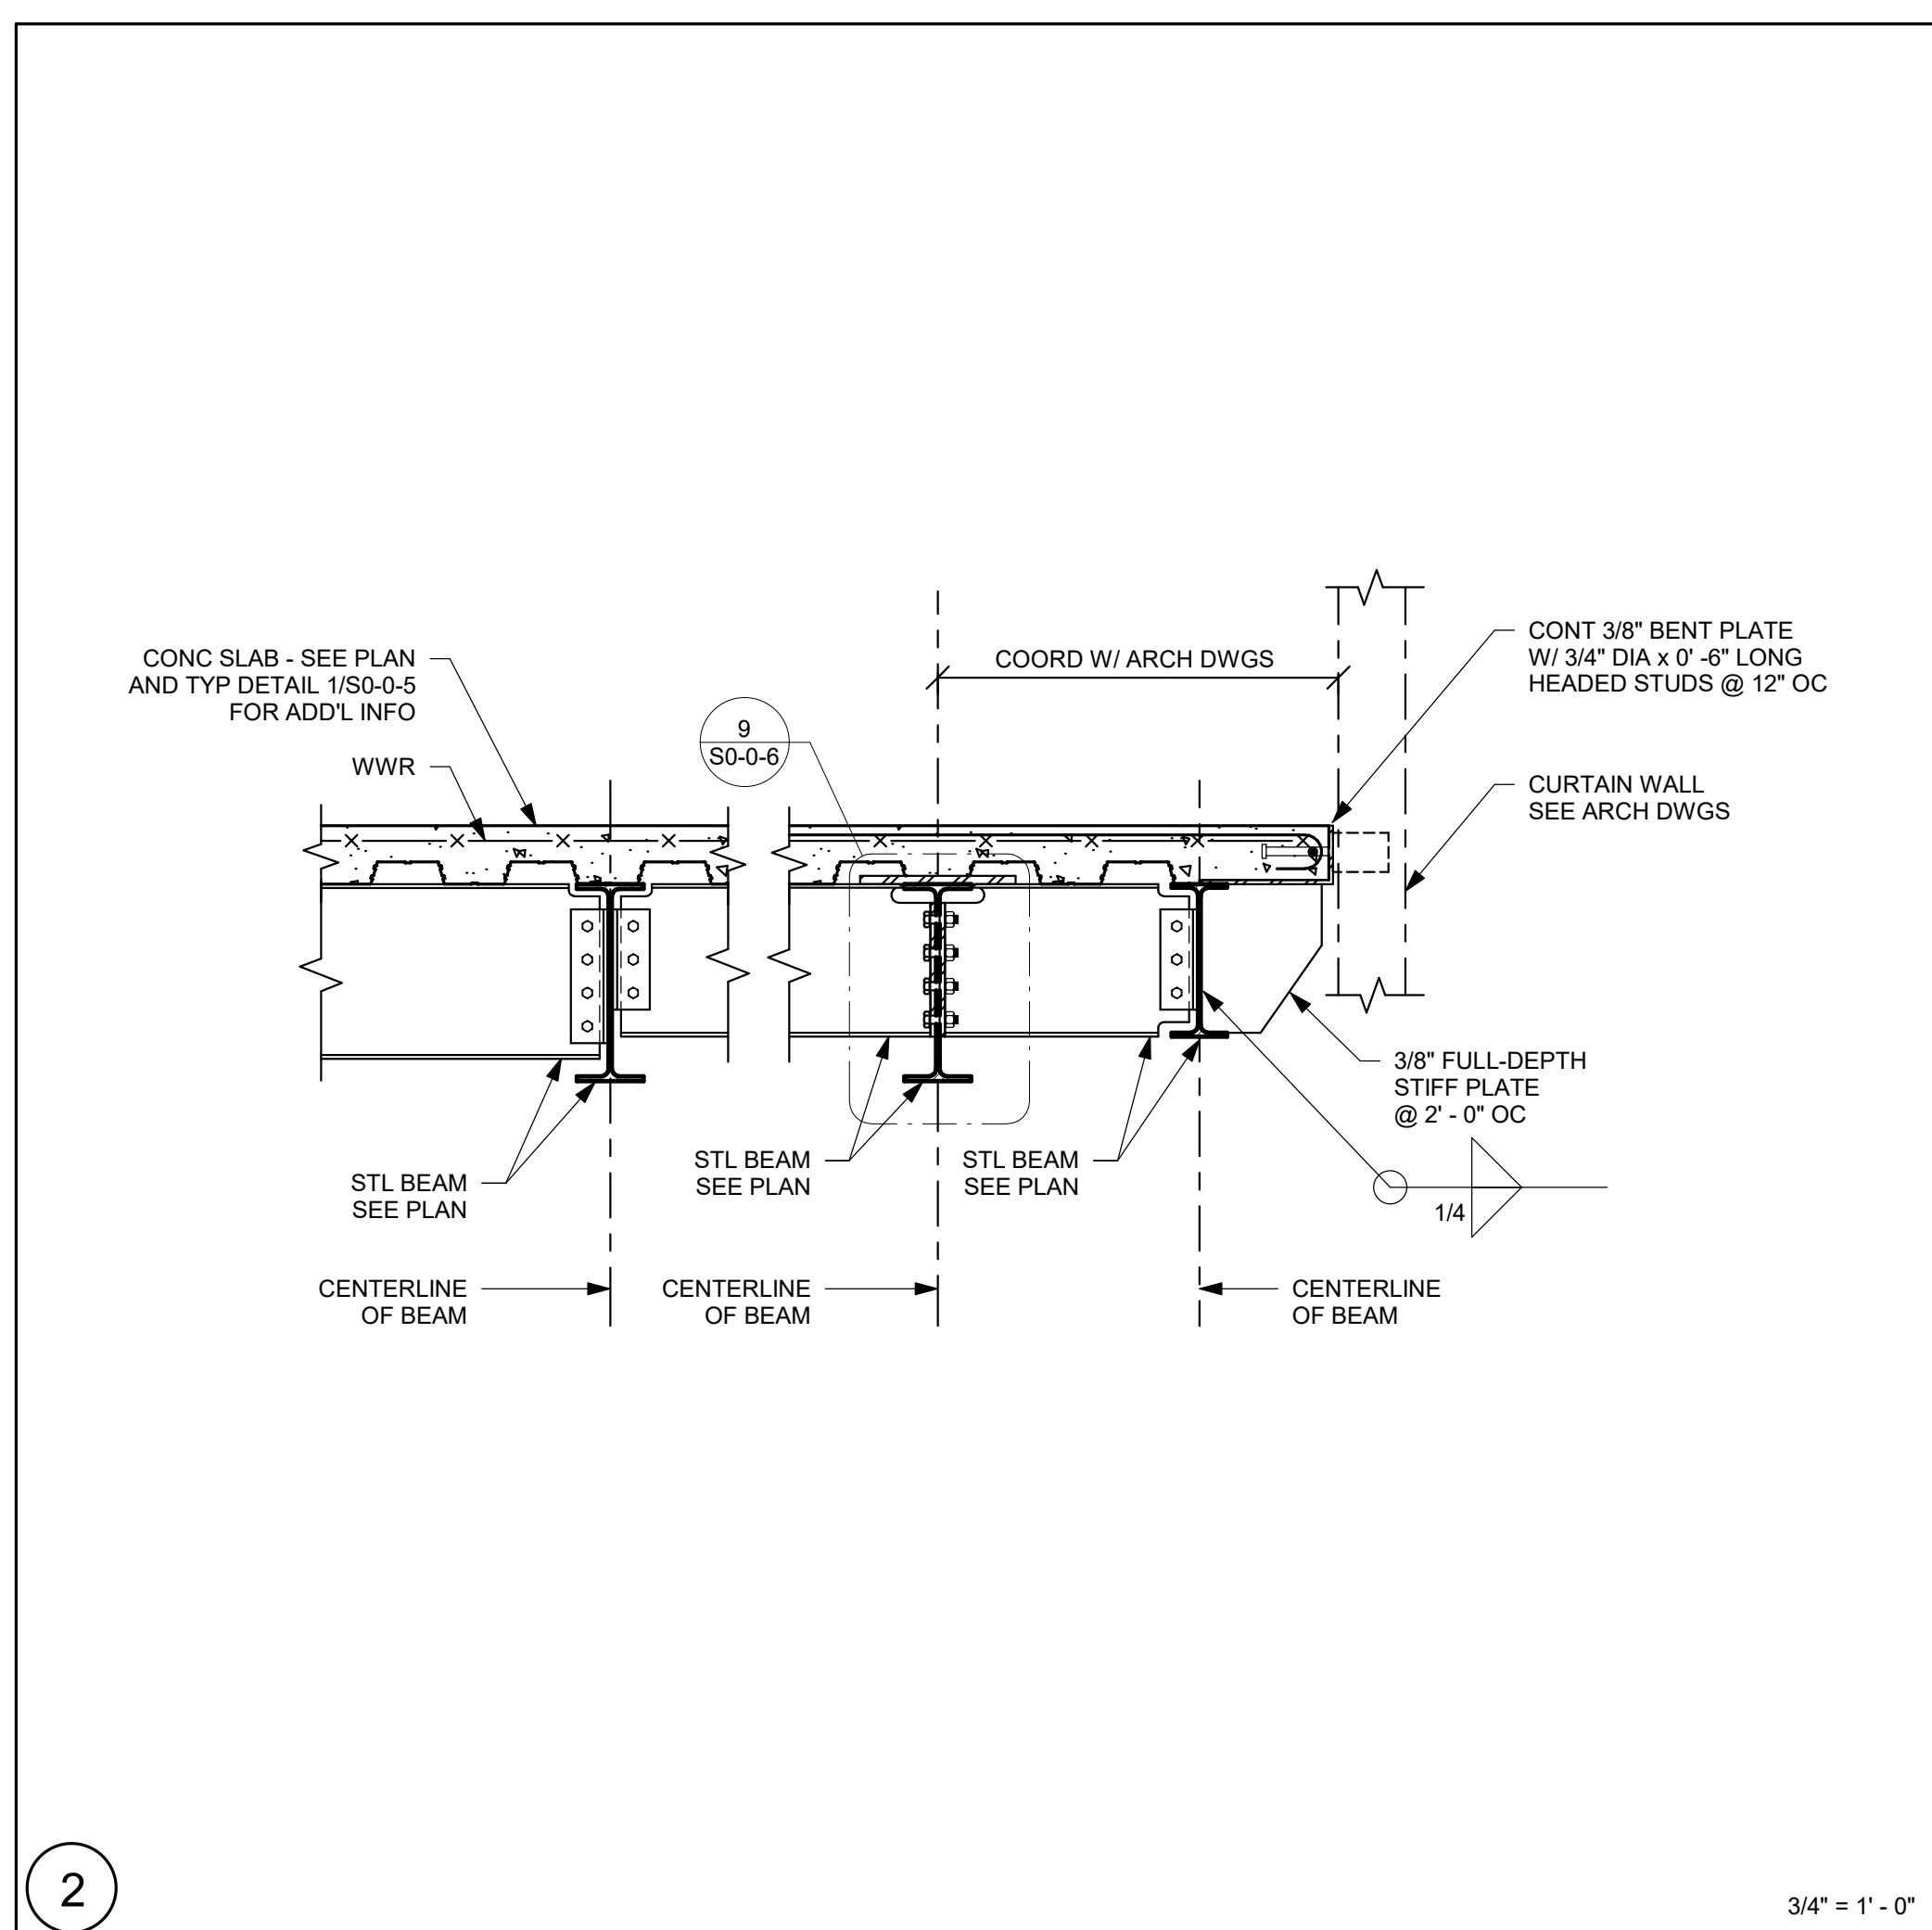 CONC SLAB - SEE PLAN
AND TYP DETAIL 1/S0-0-5
FOR ADD'L INFO
WWR
9
S0-0-6
COORD W/ ARCH DWGS
CONT 3/8" BENT PLATE
W/ 3/4" DIA x 0' -6" LONG
HEADED STUDS @ 12" OC
CURTAIN WALL
SEE ARCH DWGS
3/8" FULL-DEPTH
STIFF PLATE
@ 2' - 0" OC
1/4
STL BEAM
SEE PLAN
STL BEAM
SEE PLAN
STL BEAM
SEE PLAN
CENTERLINE
OF BEAM
CENTERLINE
OF BEAM
CENTERLINE
OF BEAM
2
3/4" = 1' - 0"